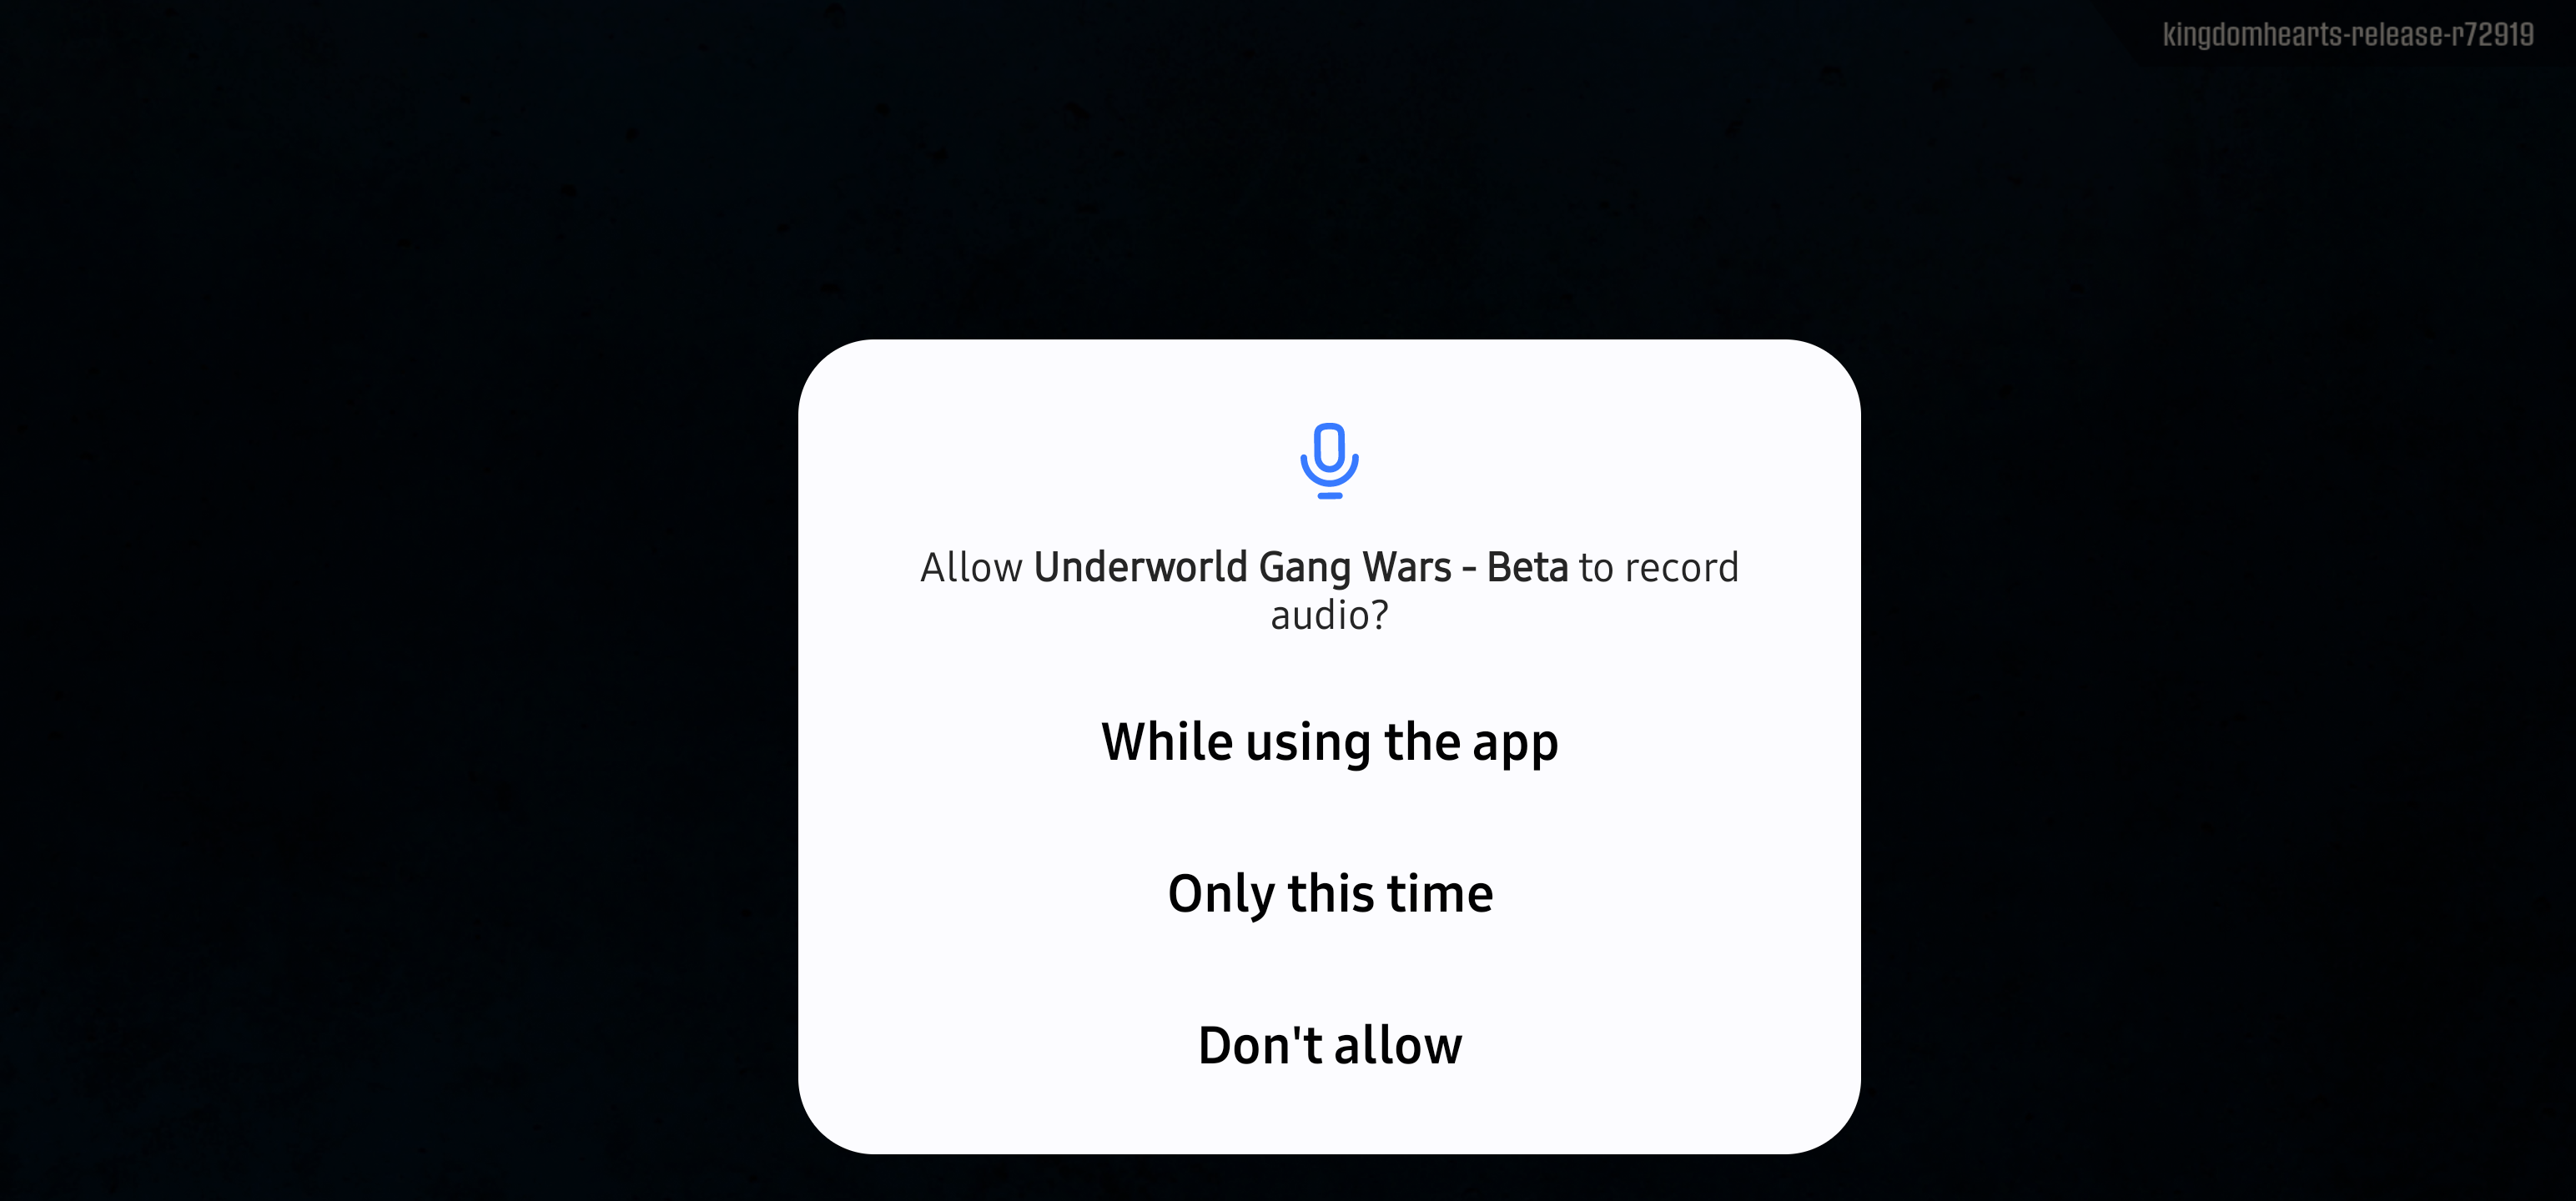 kingdomhearts-release-r72919
Allow Underworld Gang Wars - Beta to record
audio?
While using the app
Only this time
Don't allow